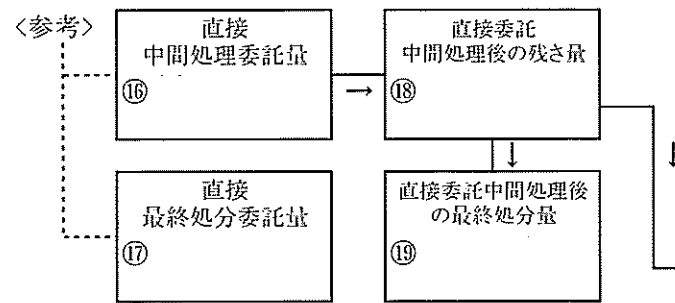 〈参考〉
直接
中間処理委託量
⑯
→
直接委託
中間処理後の残さ量
⑱
↓
↓
直接
最終処分委託量
⑰
直接委託中間処理後
の最終処分量
⑲